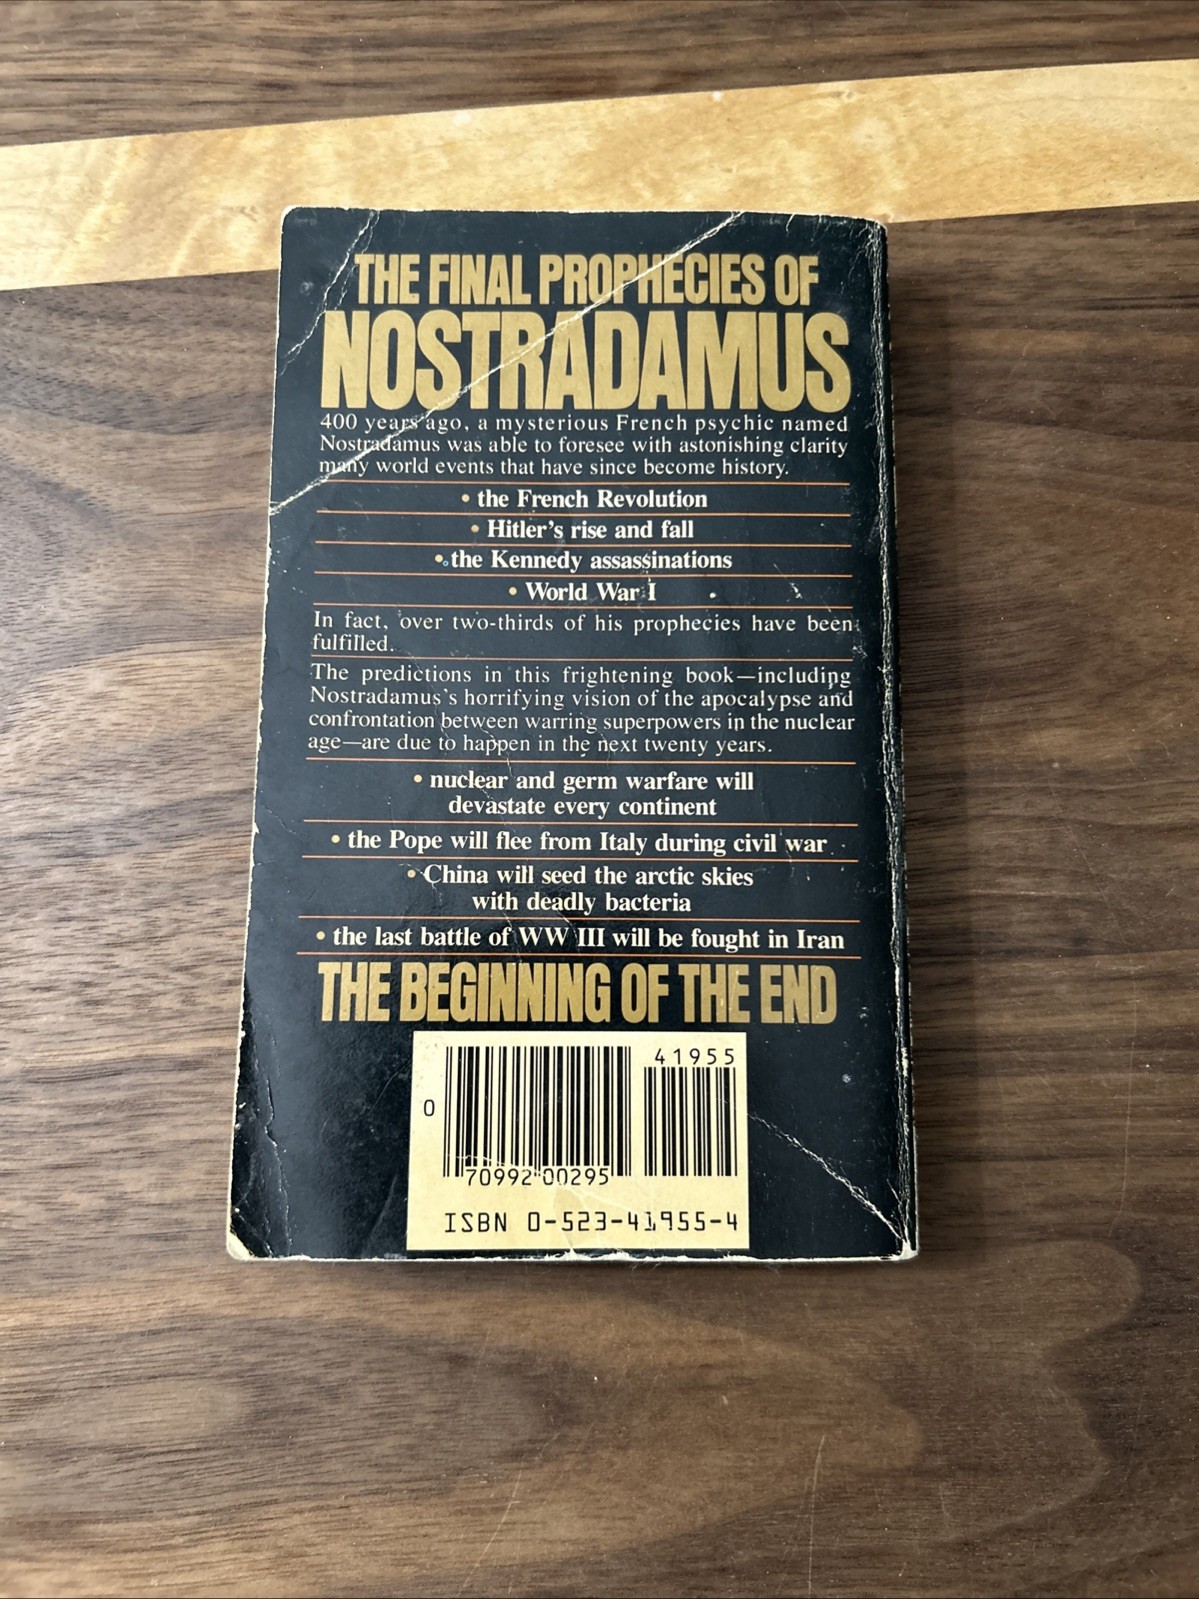 THE FINAL PROPHECIES OF
NOSTRADAMUS
400 years ago, a mysterious French psychic named
Nostradamus was able to foresee with astonishing clarity
many world events that have since become history.
• the French Revolution
• Hitler's rise and fall
• the Kennedy assassinations
• World War I
In fact, over two-thirds of his prophecies have been
fulfilled.
The predictions in this frightening book—including
Nostradamus's horrifying vision of the apocalypse and
confrontation between warring superpowers in the nuclear
age—are due to happen in the next twenty years.
• nuclear and germ warfare will
devastate every continent
• the Pope will flee from Italy during civil war
• China will seed the arctic skies
with deadly bacteria
• the last battle of WW III will be fought in Iran
THE BEGINNING OF THE END
41955
0
70992 00295
ISBN 0-523-41955-4